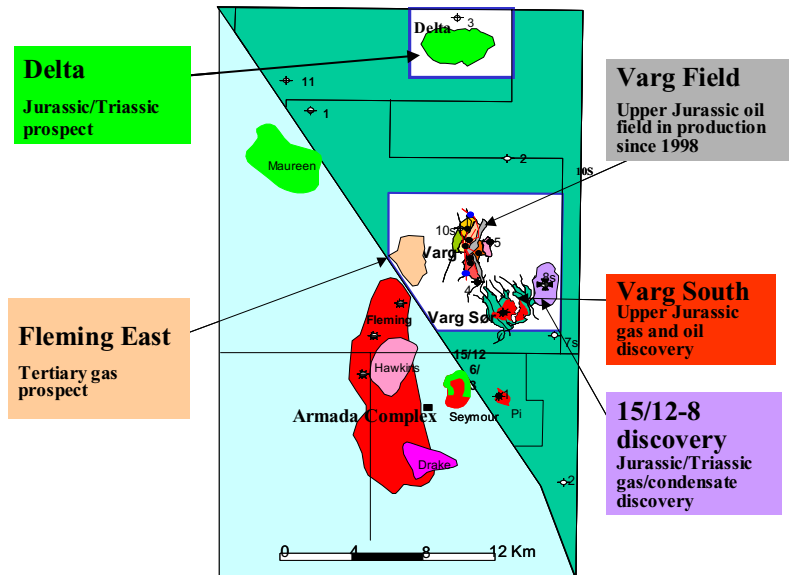 Delta
Jurassic/Triassic
prospect
Delta
3
11
1
2
10S
Maureen
Varg Field
Upper Jurassic oil
field in production
since 1998
10s
5
Varg
4
8s
Varg Sør
7s
Fleming East
Tertiary gas
prospect
Varg South
Upper Jurassic
gas and oil
discovery
Fleming
Hawkins
15/12
6/
3
1
Armada Complex
Seymour
Pi
Drake
2
15/12-8
discovery
Jurassic/Triassic
gas/condensate
discovery
0 4 8 12 Km